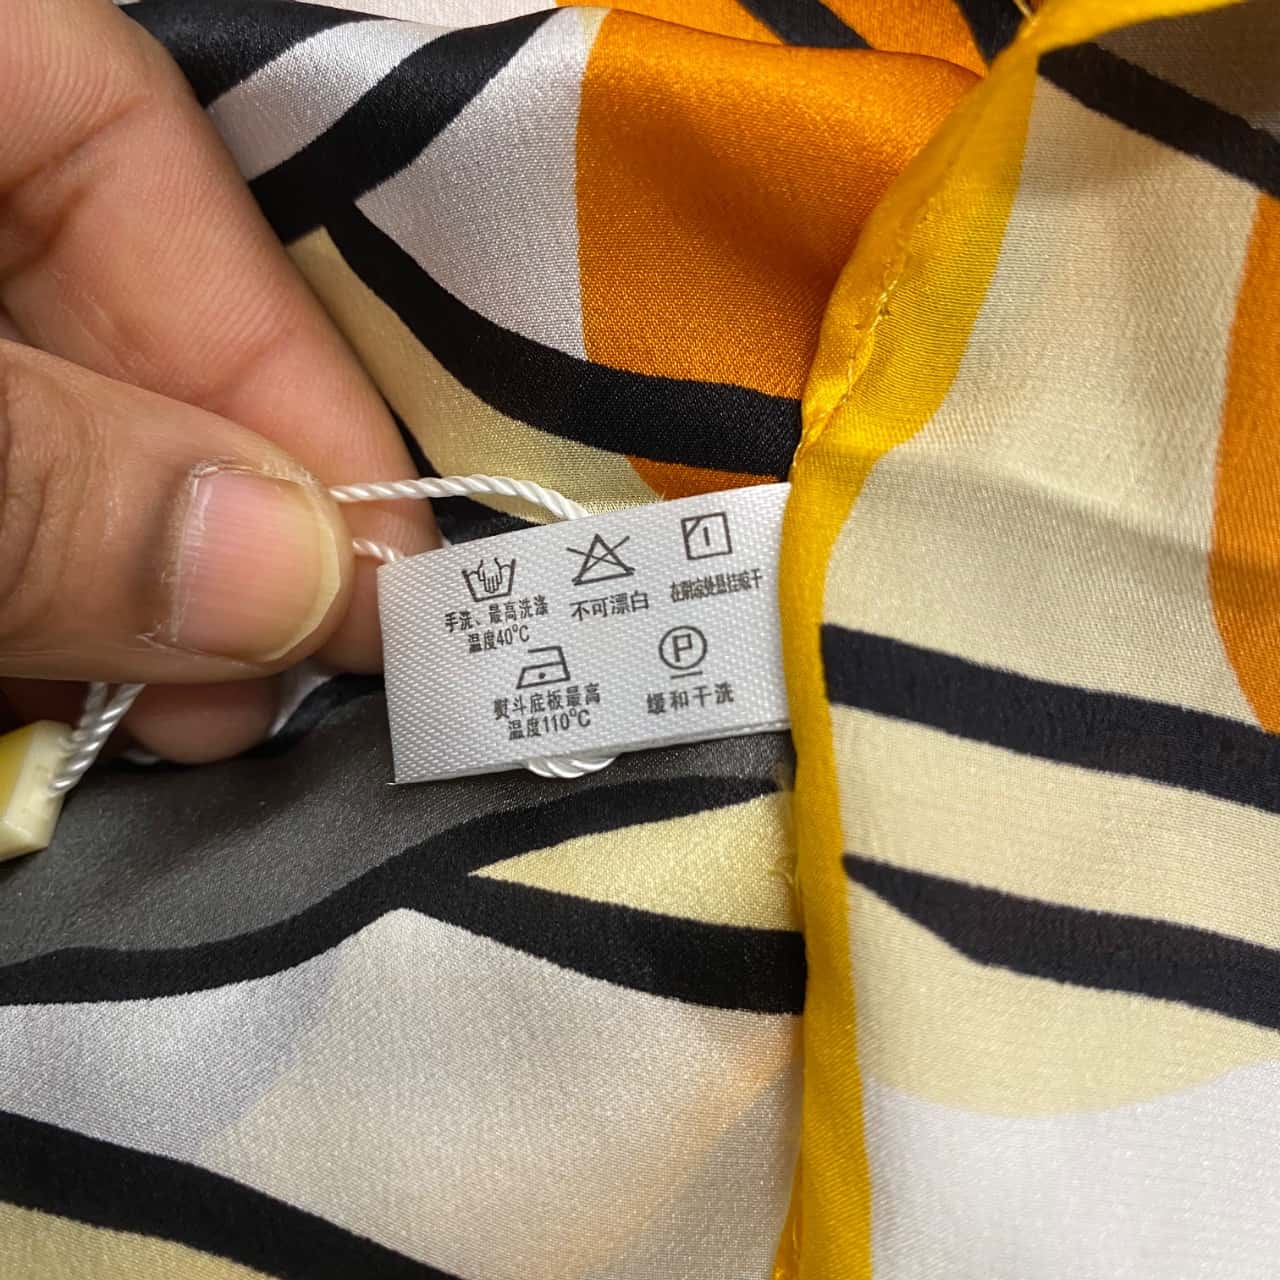 手洗、最高洗涤
温度40°C
不可漂白
在阴凉处悬挂晾干
熨斗底板最高
温度110°C
P
缓和干洗